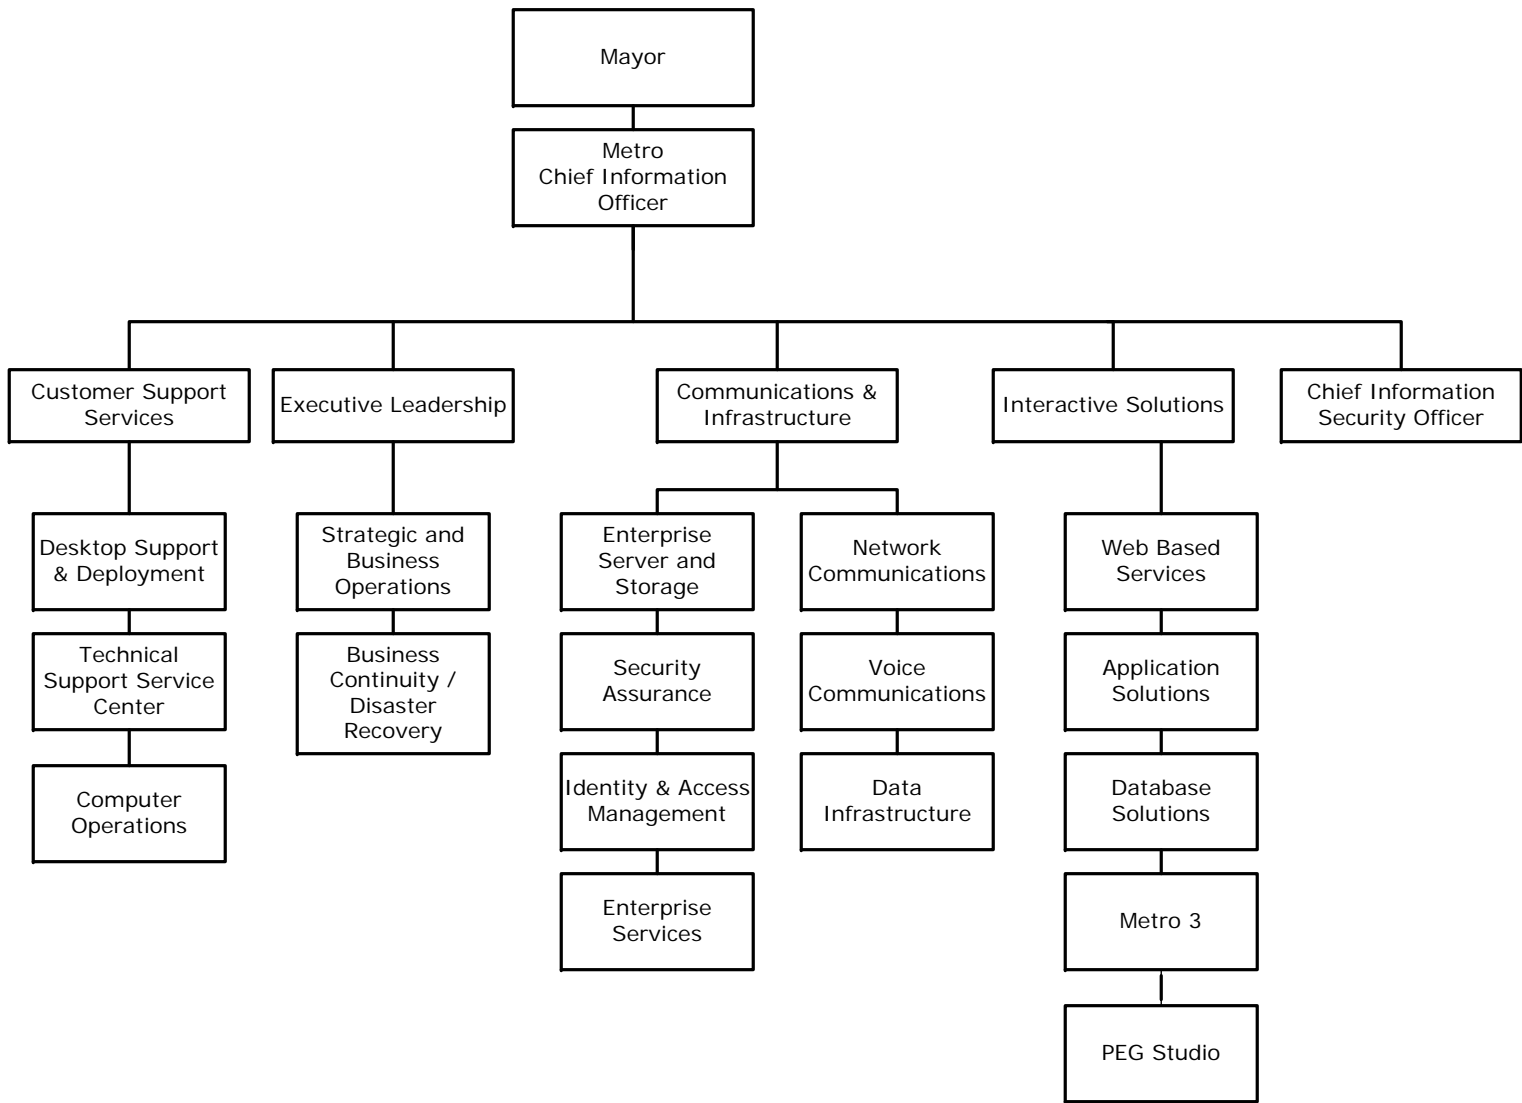 Mayor
Metro
Chief Information
Officer
Customer Support
Services
Executive Leadership
Communications &
Infrastructure
Interactive Solutions
Chief Information
Security Officer
Desktop Support
& Deployment
Strategic and
Business
Operations
Enterprise
Server and
Storage
Network
Communications
Web Based
Services
Technical
Support Service
Center
Business
Continuity /
Disaster
Recovery
Security
Assurance
Voice
Communications
Application
Solutions
Computer
Operations
Identity & Access
Management
Data
Infrastructure
Database
Solutions
Enterprise
Services
Metro 3
PEG Studio